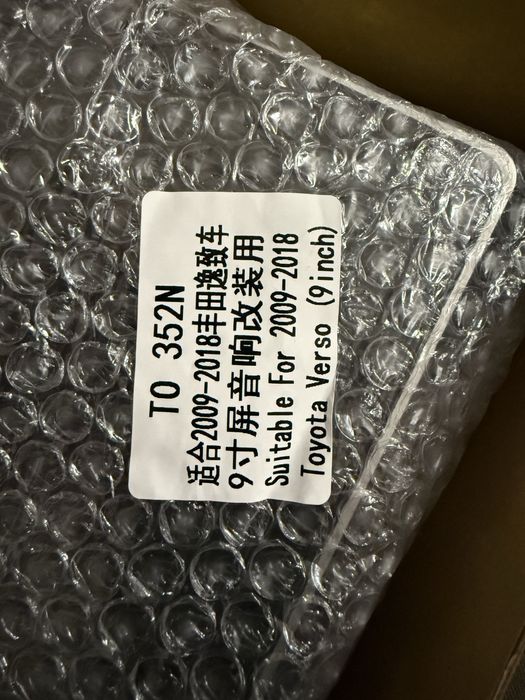 TO 352N
适合2009-2018丰田逸致车
9寸屏音响改装用
Suitable For 2009-2018
Toyota Verso (9inch)